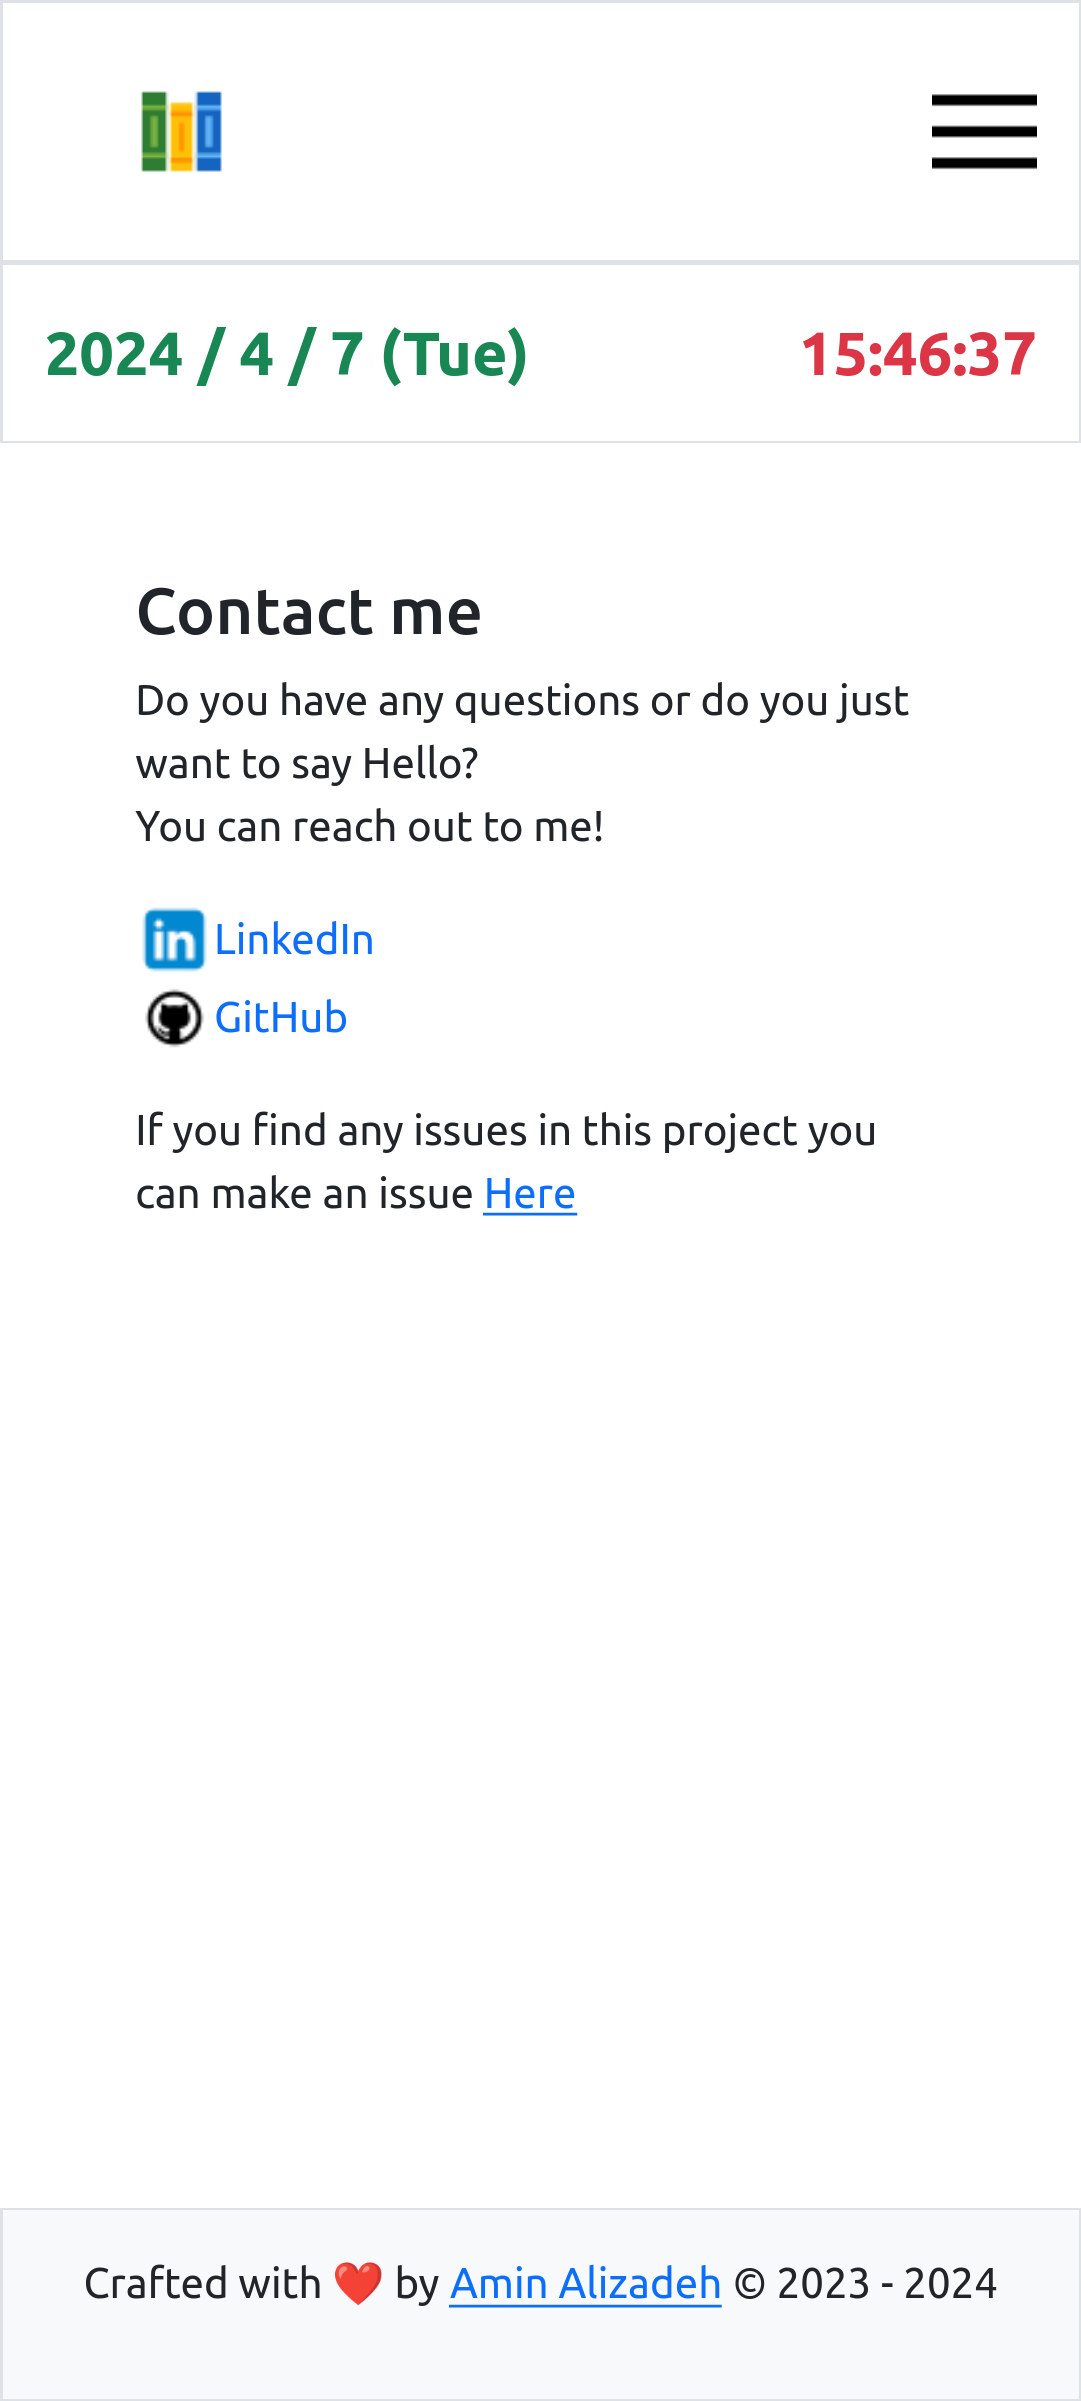 2024 / 4 / 7 (Tue)
15:46:37
Contact me
Do you have any questions or do you just
want to say Hello?
You can reach out to me!
in LinkedIn
GitHub
If you find any issues in this project you
can make an issue Here
Crafted with ❤️ by Amin Alizadeh © 2023 - 2024